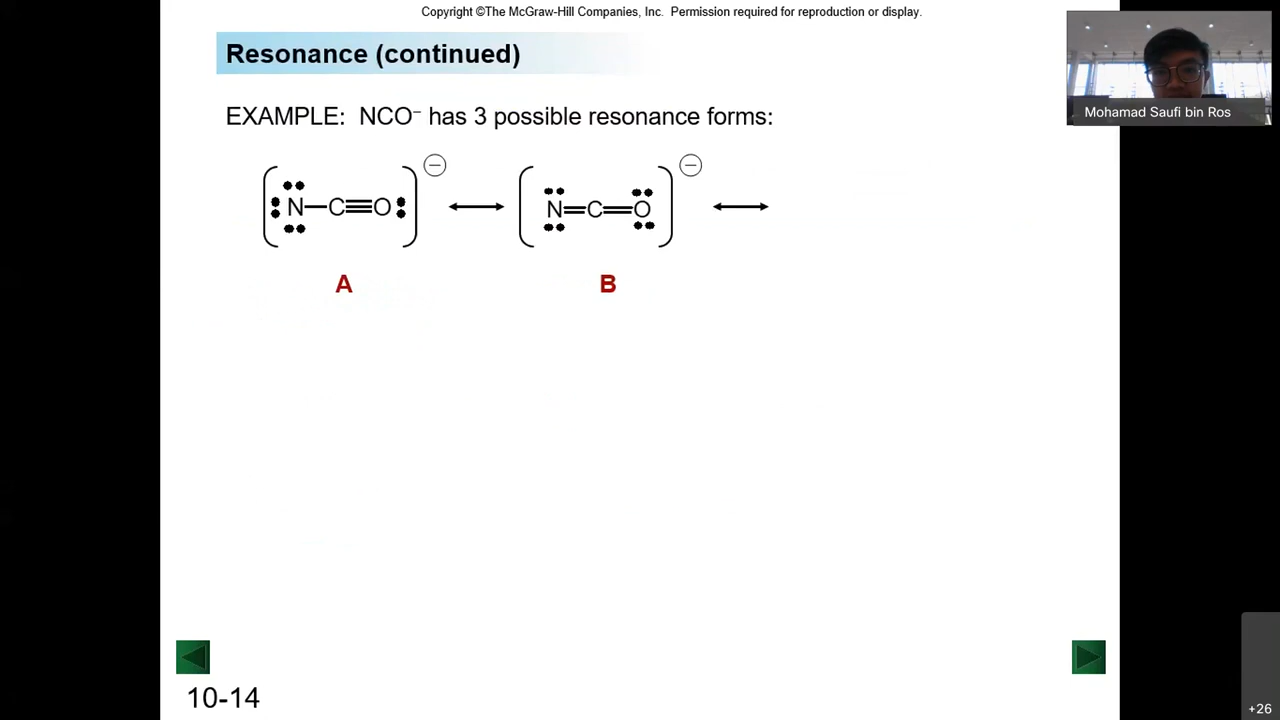 Copyright ©The McGraw-Hill Companies, Inc. Permission required for reproduction or display.
Resonance (continued)
Mohamad Saufi bin Ros
EXAMPLE: NCO⁻ has 3 possible resonance forms:
N C O
N C O
A
B
10-14
+26